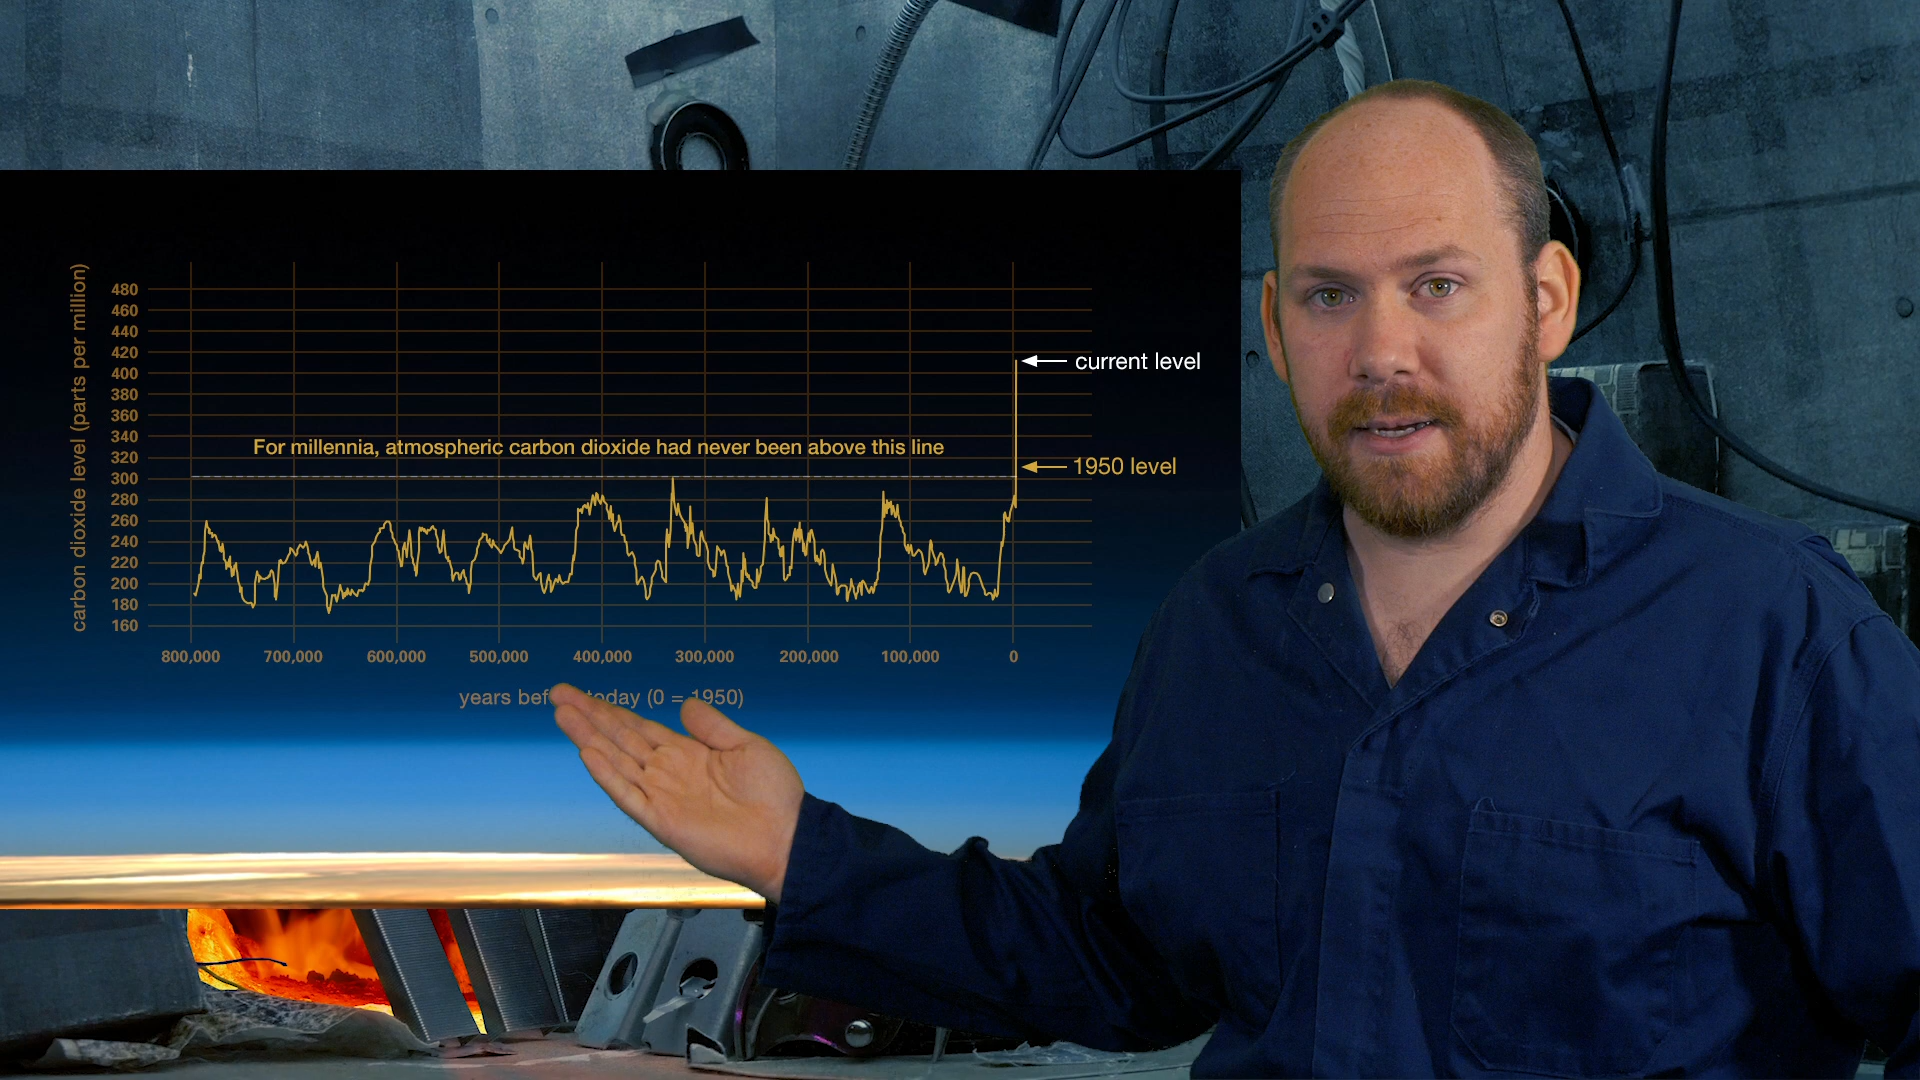 carbon dioxide level (parts per million)
480
460
440
420
400
380
360
340
320
300
280
260
240
220
200
180
160
current level
For millennia, atmospheric carbon dioxide had never been above this line
1950 level
800,000 700,000 600,000 500,000 400,000 300,000 200,000 100,000 0
years today (0 = 1950)